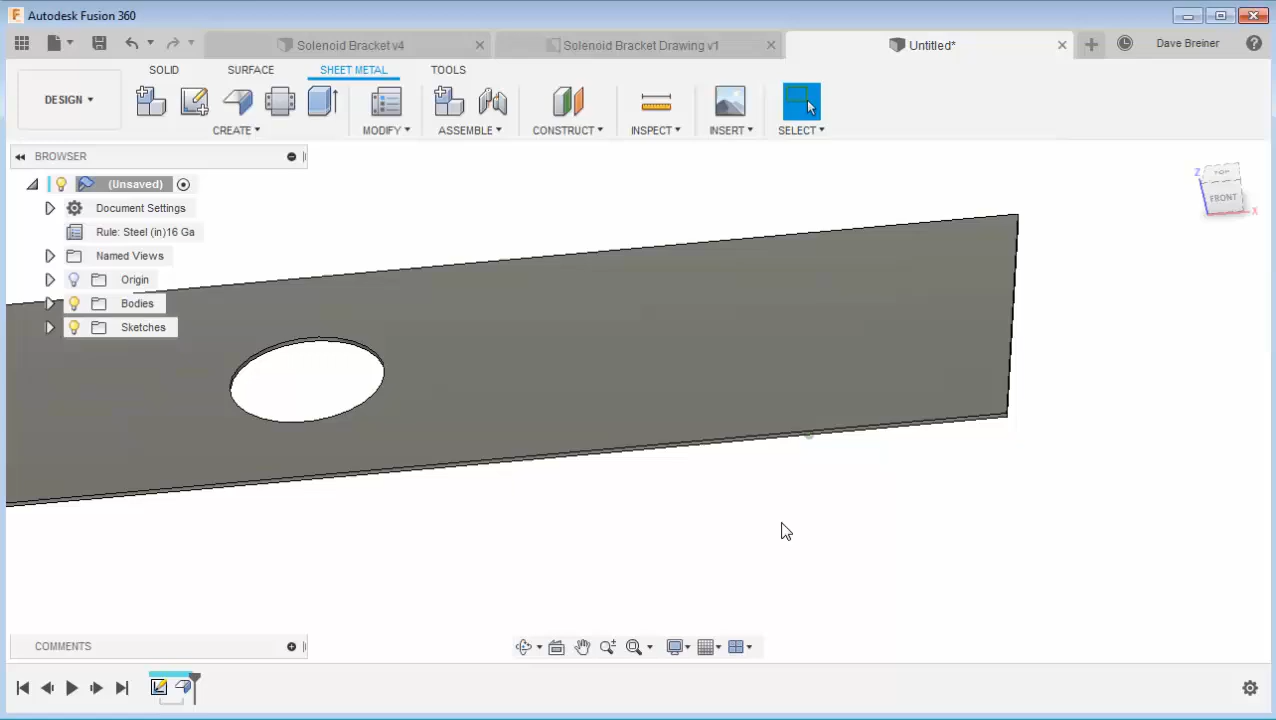 Autodesk Fusion 360
Solenoid Bracket v4
Solenoid Bracket Drawing v1
Untitled*
Dave Breiner
SOLID
SURFACE
SHEET METAL
TOOLS
DESIGN
CREATE
MODIFY
ASSEMBLE
CONSTRUCT
INSPECT
INSERT
SELECT
BROWSER
(Unsaved)
Document Settings
Rule: Steel (in)16 Ga
Named Views
Origin
Bodies
Sketches
TOP
Z
FRONT
X
COMMENTS